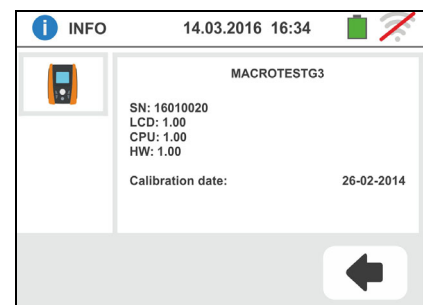 INFO 14.03.2016 16:34
MACROTESTG3
SN: 16010020
LCD: 1.00
CPU: 1.00
HW: 1.00
Calibration date: 26-02-2014